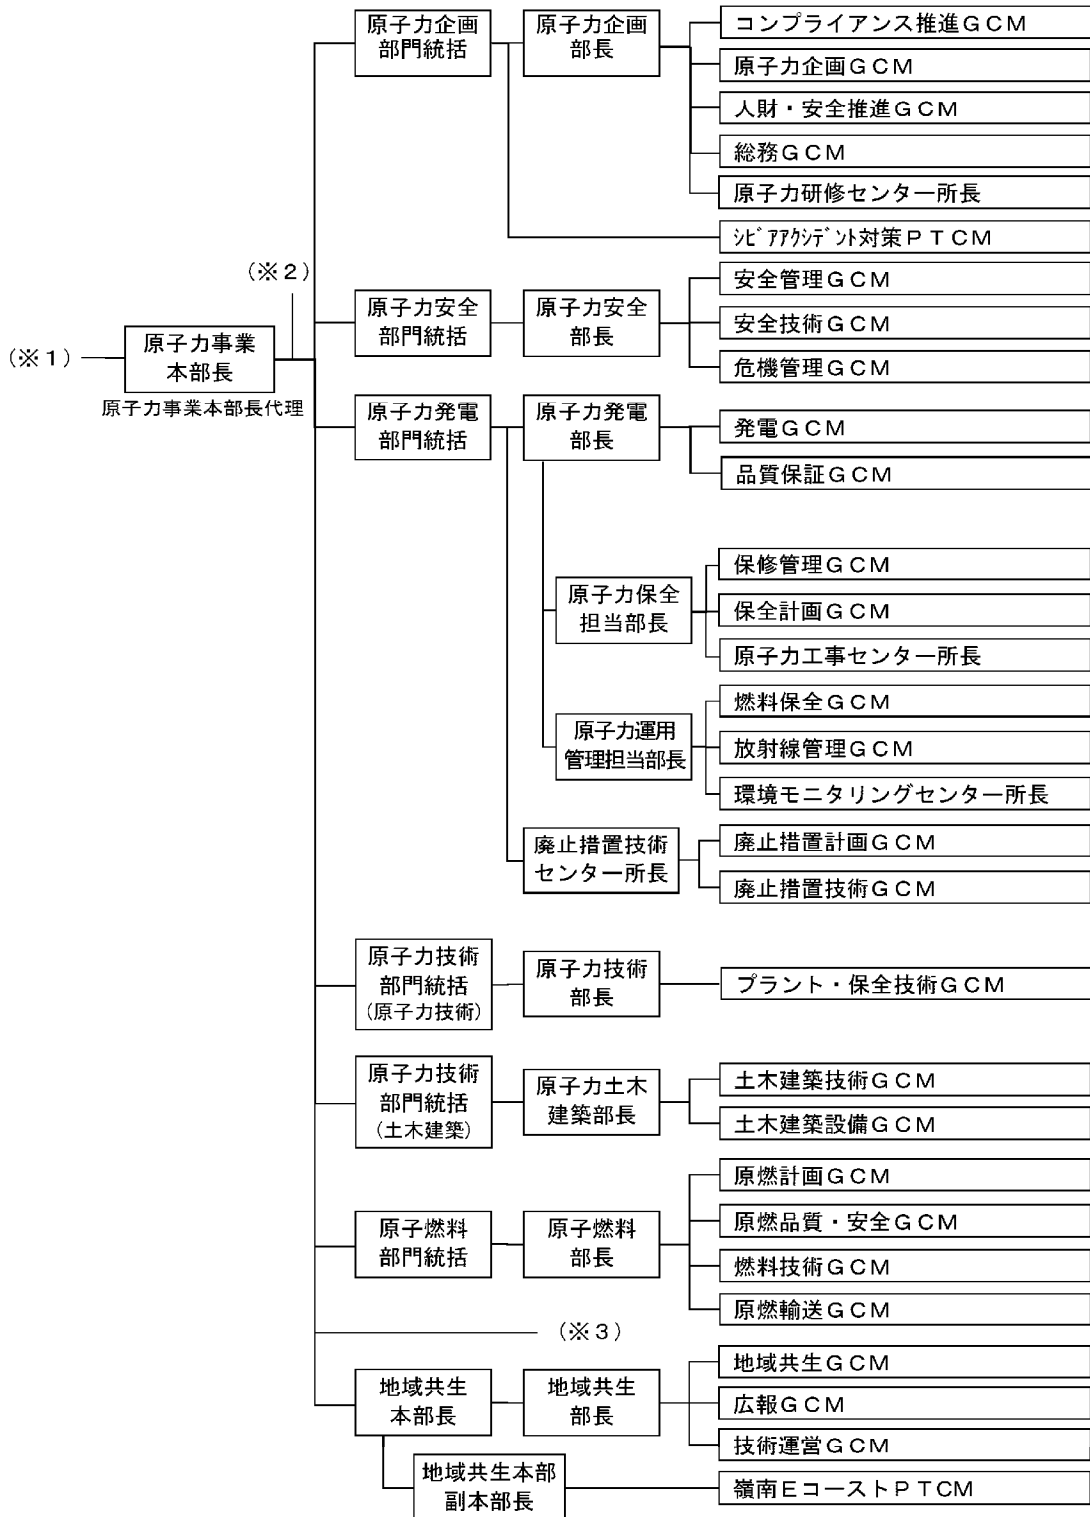 原子力企画
部門統括
原子力企画
部長
コンプライアンス推進ＧＣＭ
原子力企画ＧＣＭ
人財・安全推進ＧＣＭ
総務ＧＣＭ
原子力研修センター所長
ｼﾋﾞｱｱｸｼﾃﾞﾝﾄ対策ＰＴＣＭ
（※２）
（※１）
原子力事業
本部長
原子力事業本部長代理
原子力安全
部門統括
原子力安全
部長
安全管理ＧＣＭ
安全技術ＧＣＭ
危機管理ＧＣＭ
原子力発電
部門統括
原子力発電
部長
発電ＧＣＭ
品質保証ＧＣＭ
原子力保全
担当部長
保修管理ＧＣＭ
保全計画ＧＣＭ
原子力工事センター所長
原子力運用
管理担当部長
燃料保全ＧＣＭ
放射線管理ＧＣＭ
環境モニタリングセンター所長
廃止措置技術
センター所長
廃止措置計画ＧＣＭ
廃止措置技術ＧＣＭ
原子力技術
部門統括
（原子力技術）
原子力技術
部長
プラント・保全技術ＧＣＭ
原子力技術
部門統括
（土木建築）
原子力土木
建築部長
土木建築技術ＧＣＭ
土木建築設備ＧＣＭ
原子燃料
部門統括
原子燃料
部長
原燃計画ＧＣＭ
原燃品質・安全ＧＣＭ
燃料技術ＧＣＭ
原燃輸送ＧＣＭ
（※３）
地域共生
本部長
地域共生
部長
地域共生ＧＣＭ
広報ＧＣＭ
技術運営ＧＣＭ
地域共生本部
副本部長
嶺南ＥコーストＰＴＣＭ